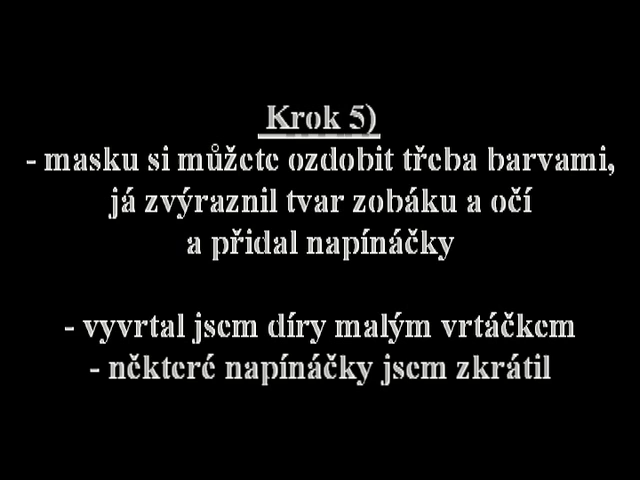 Krok 5)
- masku si můžete ozdobit třeba barvami,
já zvýraznil tvar zobáku a očí
a přidal napínáčky
- vyvrtal jsem díry malým vrtáčkem
- některé napínáčky jsem zkrátil